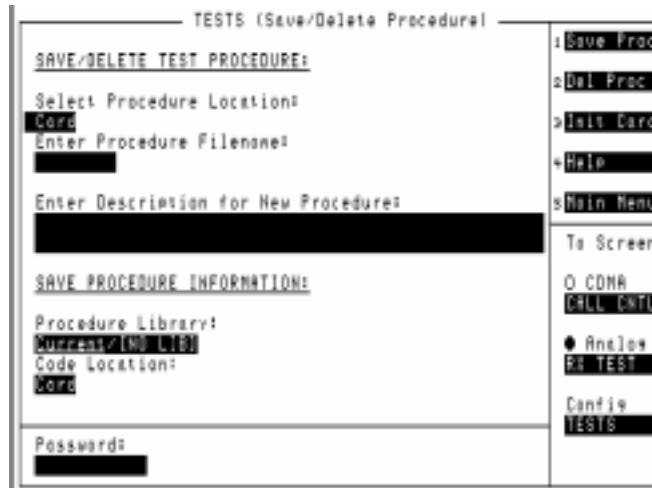 TESTS (Save/Delete Procedure)
SAVE/DELETE TEST PROCEDURE:
Select Procedure Location:
Card
Enter Procedure Filename:
Enter Description for New Procedure:
SAVE PROCEDURE INFORMATION:
Procedure Library:
Current/[NO LIB]
Code Location:
Card
Password:
1 Save Proc
2 Del Proc
3 Init Card
4 Help
5 Main Menu
To Screen
O CDMA
CALL CNTL
● Analog
RX TEST
Config
TESTS